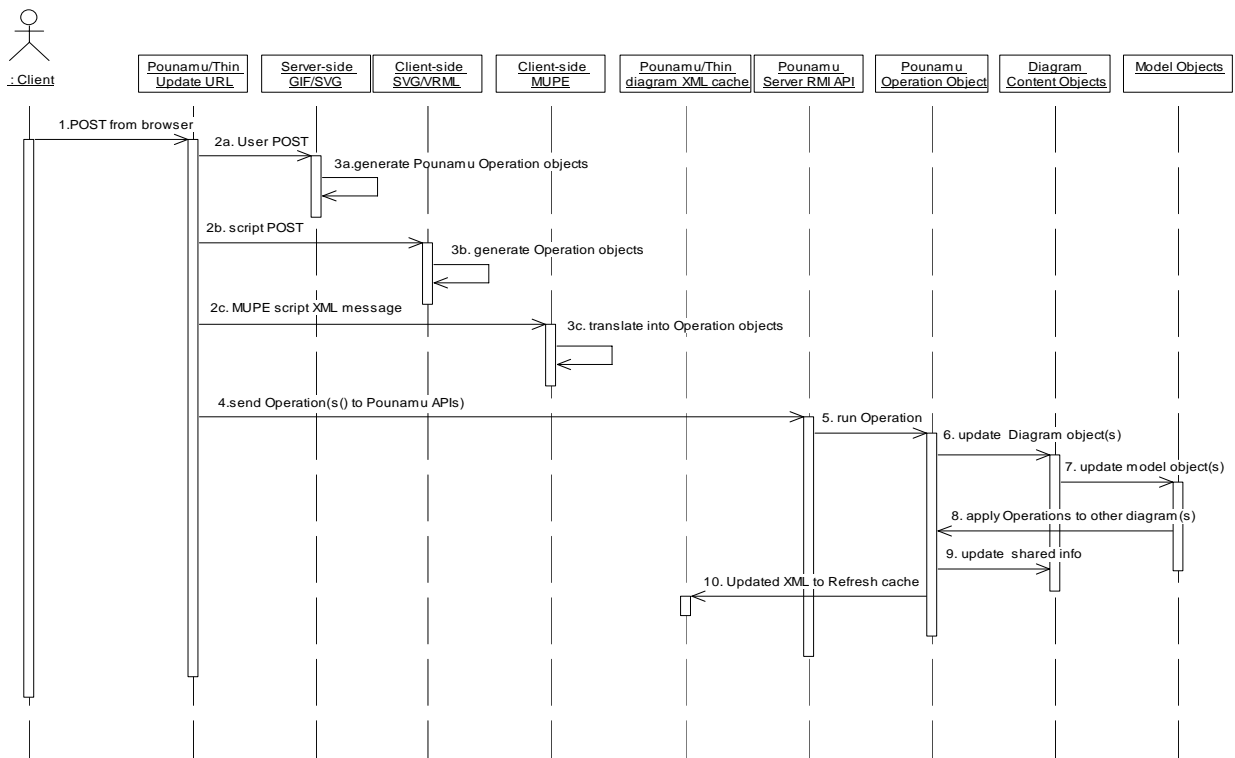 : Client
Pounamu/Thin
Update URL
Server-side
GIF/SVG
Client-side
SVG/VRML
Client-side
MUPE
Pounamu/Thin
diagram XML cache
Pounamu
Server RMI API
Pounamu
Operation Object
Diagram
Content Objects
Model Objects
1.POST from browser
2a. User POST
3a.generate Pounamu Operation objects
2b. script POST
3b. generate Operation objects
2c. MUPE script XML message
3c. translate into Operation objects
4.send Operation(s() to Pounamu APIs)
5. run Operation
6. update Diagram object(s)
7. update model object(s)
8. apply Operations to other diagram(s)
9. update shared info
10. Updated XML to Refresh cache